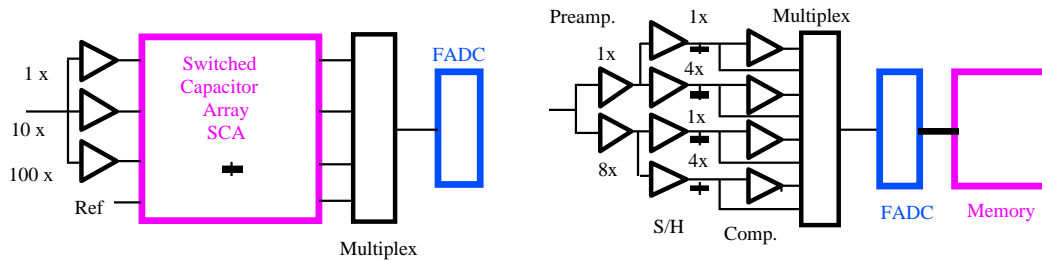 1 x
10 x
100 x
Ref
Switched
Capacitor
Array
SCA
Multiplex
FADC
Preamp.
1x
8x
1x
4x
1x
4x
S/H
Comp.
Multiplex
FADC
Memory